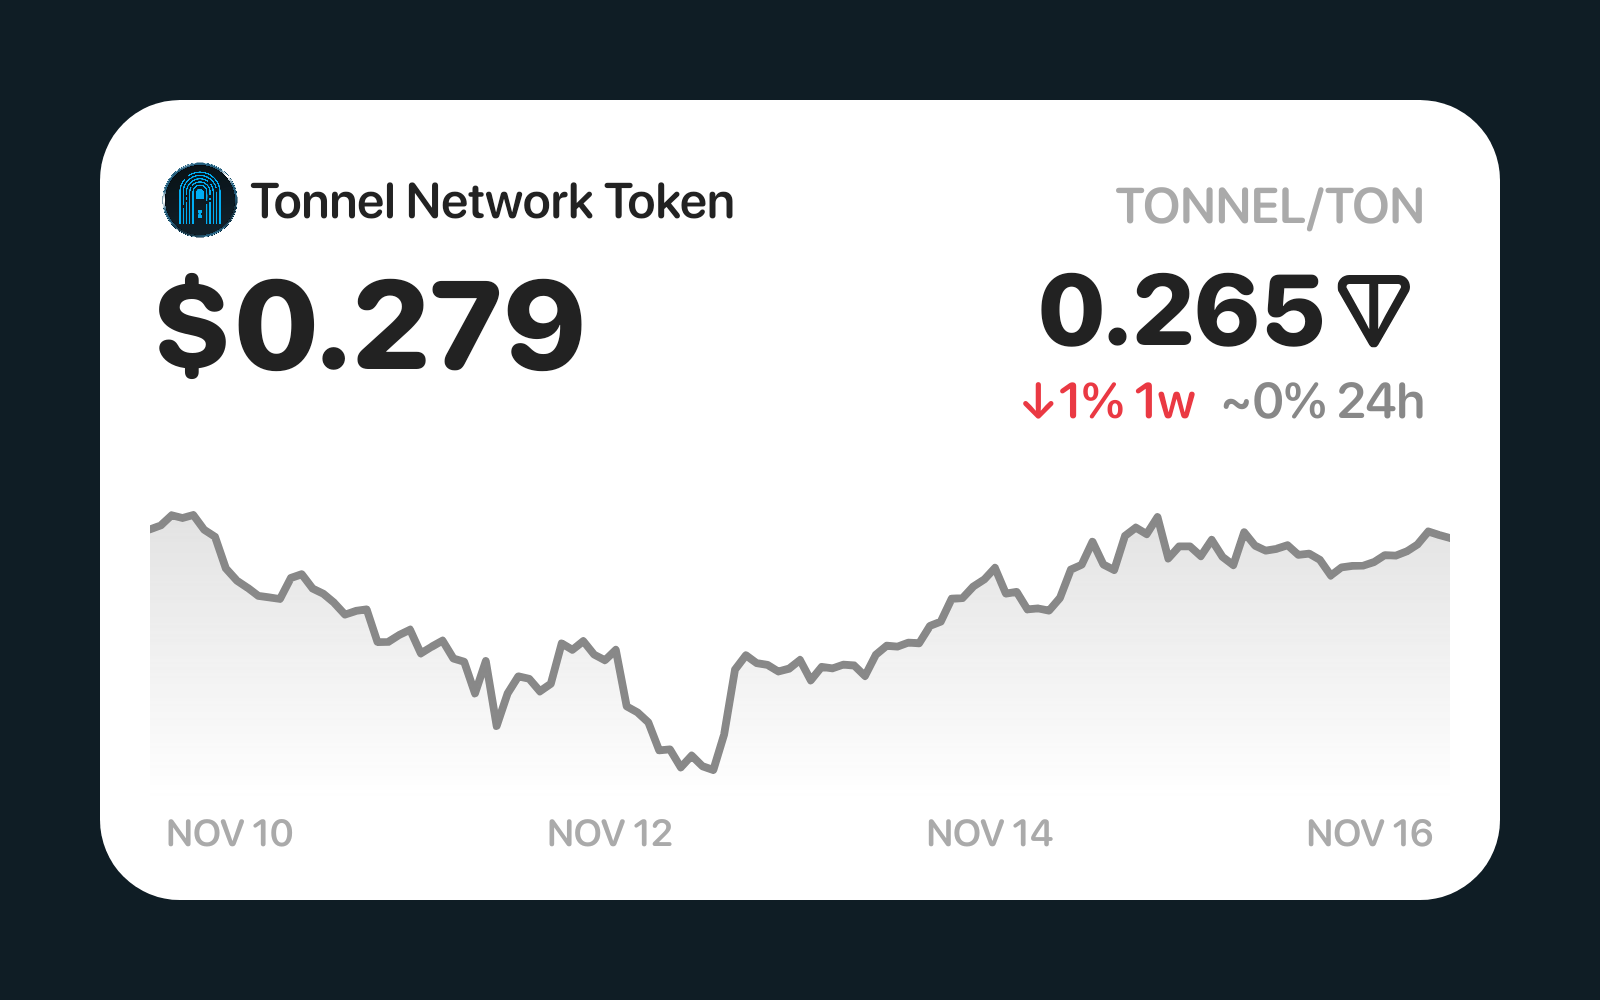 Tonnel Network Token
TONNEL/TON
$0.279
0.265
↓1% 1w ~0% 24h
NOV 10
NOV 12
NOV 14
NOV 16